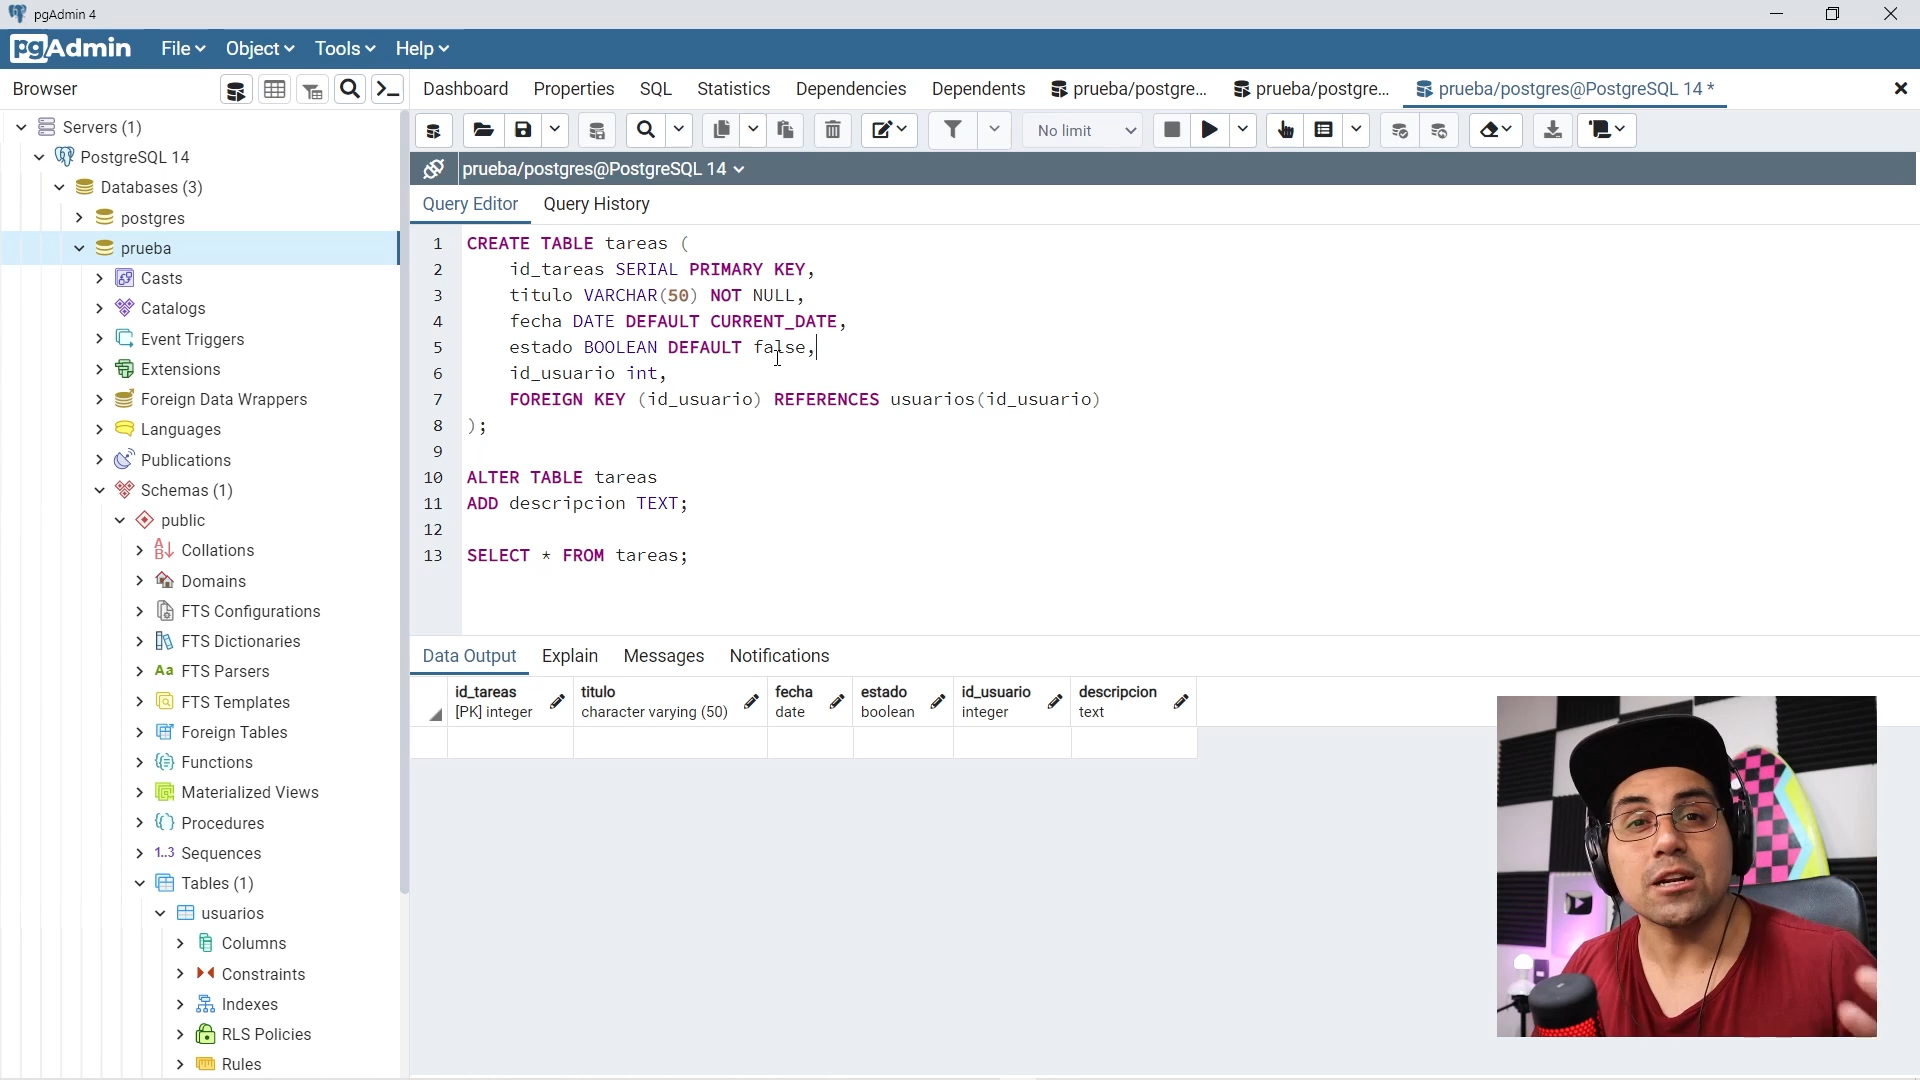 pgAdmin 4
pgAdmin File Object Tools Help
Browser
Dashboard Properties SQL Statistics Dependencies Dependents prueba/postgre... prueba/postgre... prueba/postgres@PostgreSQL 14 *
Servers (1)
PostgreSQL 14
Databases (3)
postgres
prueba
Casts
Catalogs
Event Triggers
Extensions
Foreign Data Wrappers
Languages
Publications
Schemas (1)
public
Collations
Domains
FTS Configurations
FTS Dictionaries
FTS Parsers
FTS Templates
Foreign Tables
Functions
Materialized Views
Procedures
1..3 Sequences
Tables (1)
usuarios
Columns
Constraints
Indexes
RLS Policies
Rules
No limit
prueba/postgres@PostgreSQL 14
Query Editor Query History
1 CREATE TABLE tareas (
2 id_tareas SERIAL PRIMARY KEY,
3 titulo VARCHAR(50) NOT NULL,
4 fecha DATE DEFAULT CURRENT_DATE,
5 estado BOOLEAN DEFAULT false,
6 id_usuario int,
7 FOREIGN KEY (id_usuario) REFERENCES usuarios(id_usuario)
8 );
9
10 ALTER TABLE tareas
11 ADD descripcion TEXT;
12
13 SELECT * FROM tareas;
Data Output Explain Messages Notifications
id_tareas titulo fecha estado id_usuario descripcion
[PK] integer character varying (50) date boolean integer text